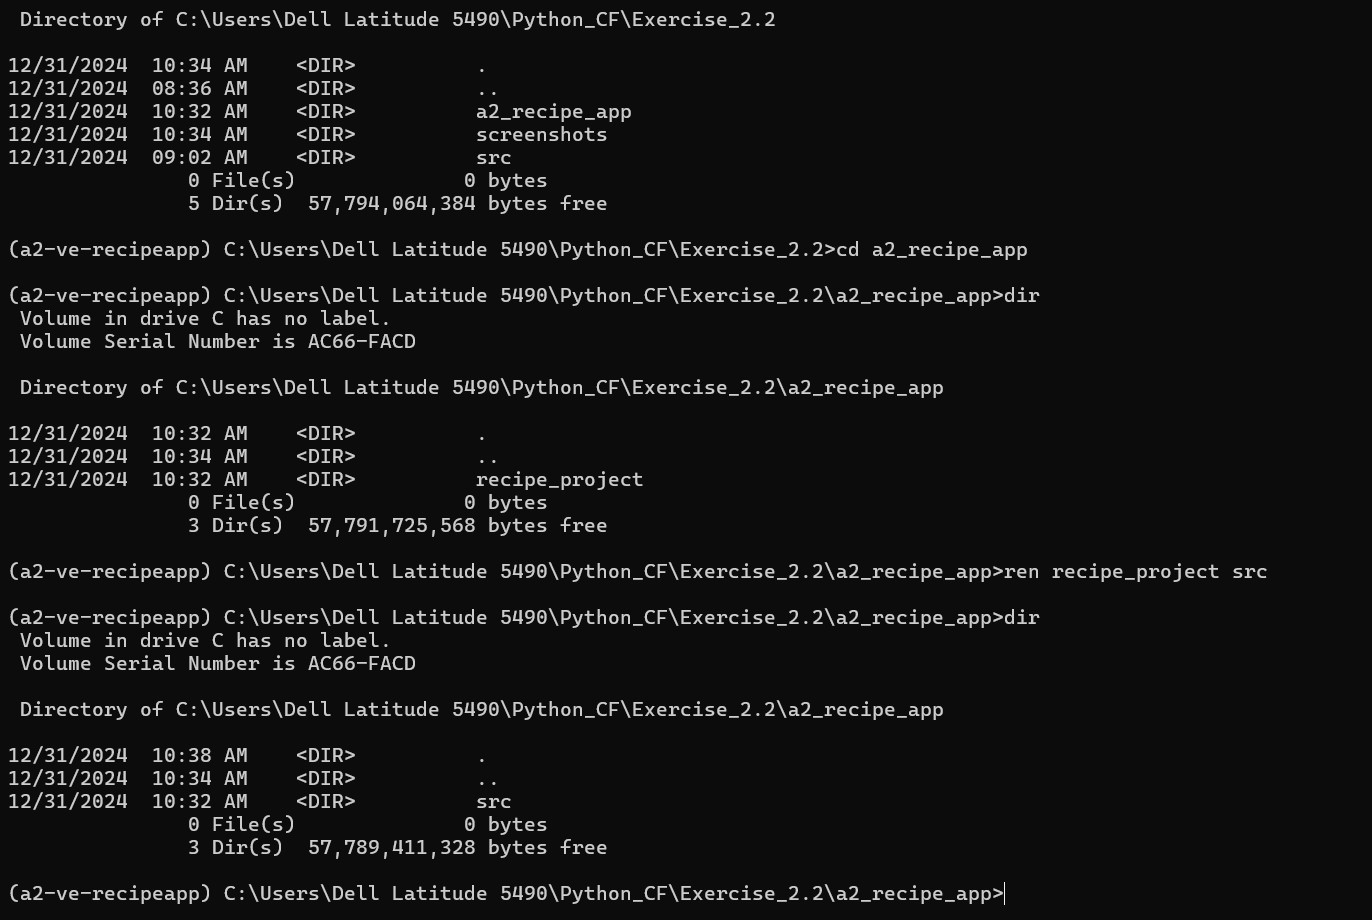 Directory of C:\Users\Dell Latitude 5490\Python_CF\Exercise_2.2
12/31/2024  10:34 AM    <DIR>          .
12/31/2024  08:36 AM    <DIR>          ..
12/31/2024  10:32 AM    <DIR>          a2_recipe_app
12/31/2024  10:34 AM    <DIR>          screenshots
12/31/2024  09:02 AM    <DIR>          src
               0 File(s)              0 bytes
               5 Dir(s)  57,794,064,384 bytes free
(a2-ve-recipeapp) C:\Users\Dell Latitude 5490\Python_CF\Exercise_2.2>cd a2_recipe_app
(a2-ve-recipeapp) C:\Users\Dell Latitude 5490\Python_CF\Exercise_2.2\a2_recipe_app>dir
 Volume in drive C has no label.
 Volume Serial Number is AC66-FACD
 Directory of C:\Users\Dell Latitude 5490\Python_CF\Exercise_2.2\a2_recipe_app
12/31/2024  10:32 AM    <DIR>          .
12/31/2024  10:34 AM    <DIR>          ..
12/31/2024  10:32 AM    <DIR>          recipe_project
               0 File(s)              0 bytes
               3 Dir(s)  57,791,725,568 bytes free
(a2-ve-recipeapp) C:\Users\Dell Latitude 5490\Python_CF\Exercise_2.2\a2_recipe_app>ren recipe_project src
(a2-ve-recipeapp) C:\Users\Dell Latitude 5490\Python_CF\Exercise_2.2\a2_recipe_app>dir
 Volume in drive C has no label.
 Volume Serial Number is AC66-FACD
 Directory of C:\Users\Dell Latitude 5490\Python_CF\Exercise_2.2\a2_recipe_app
12/31/2024  10:38 AM    <DIR>          .
12/31/2024  10:34 AM    <DIR>          ..
12/31/2024  10:32 AM    <DIR>          src
               0 File(s)              0 bytes
               3 Dir(s)  57,789,411,328 bytes free
(a2-ve-recipeapp) C:\Users\Dell Latitude 5490\Python_CF\Exercise_2.2\a2_recipe_app>